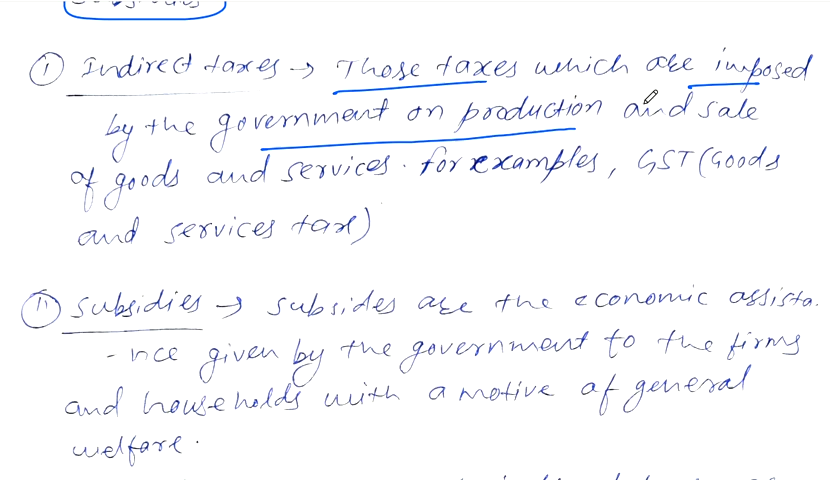 ① Indirect taxes → Those taxes which are imposed
by the government on production and sale
of goods and services. for examples, GST (Goods
and services tax)
② Subsidies → subsides are the economic assista-
-nce given by the government to the firms
and households with a motive of general
welfare.